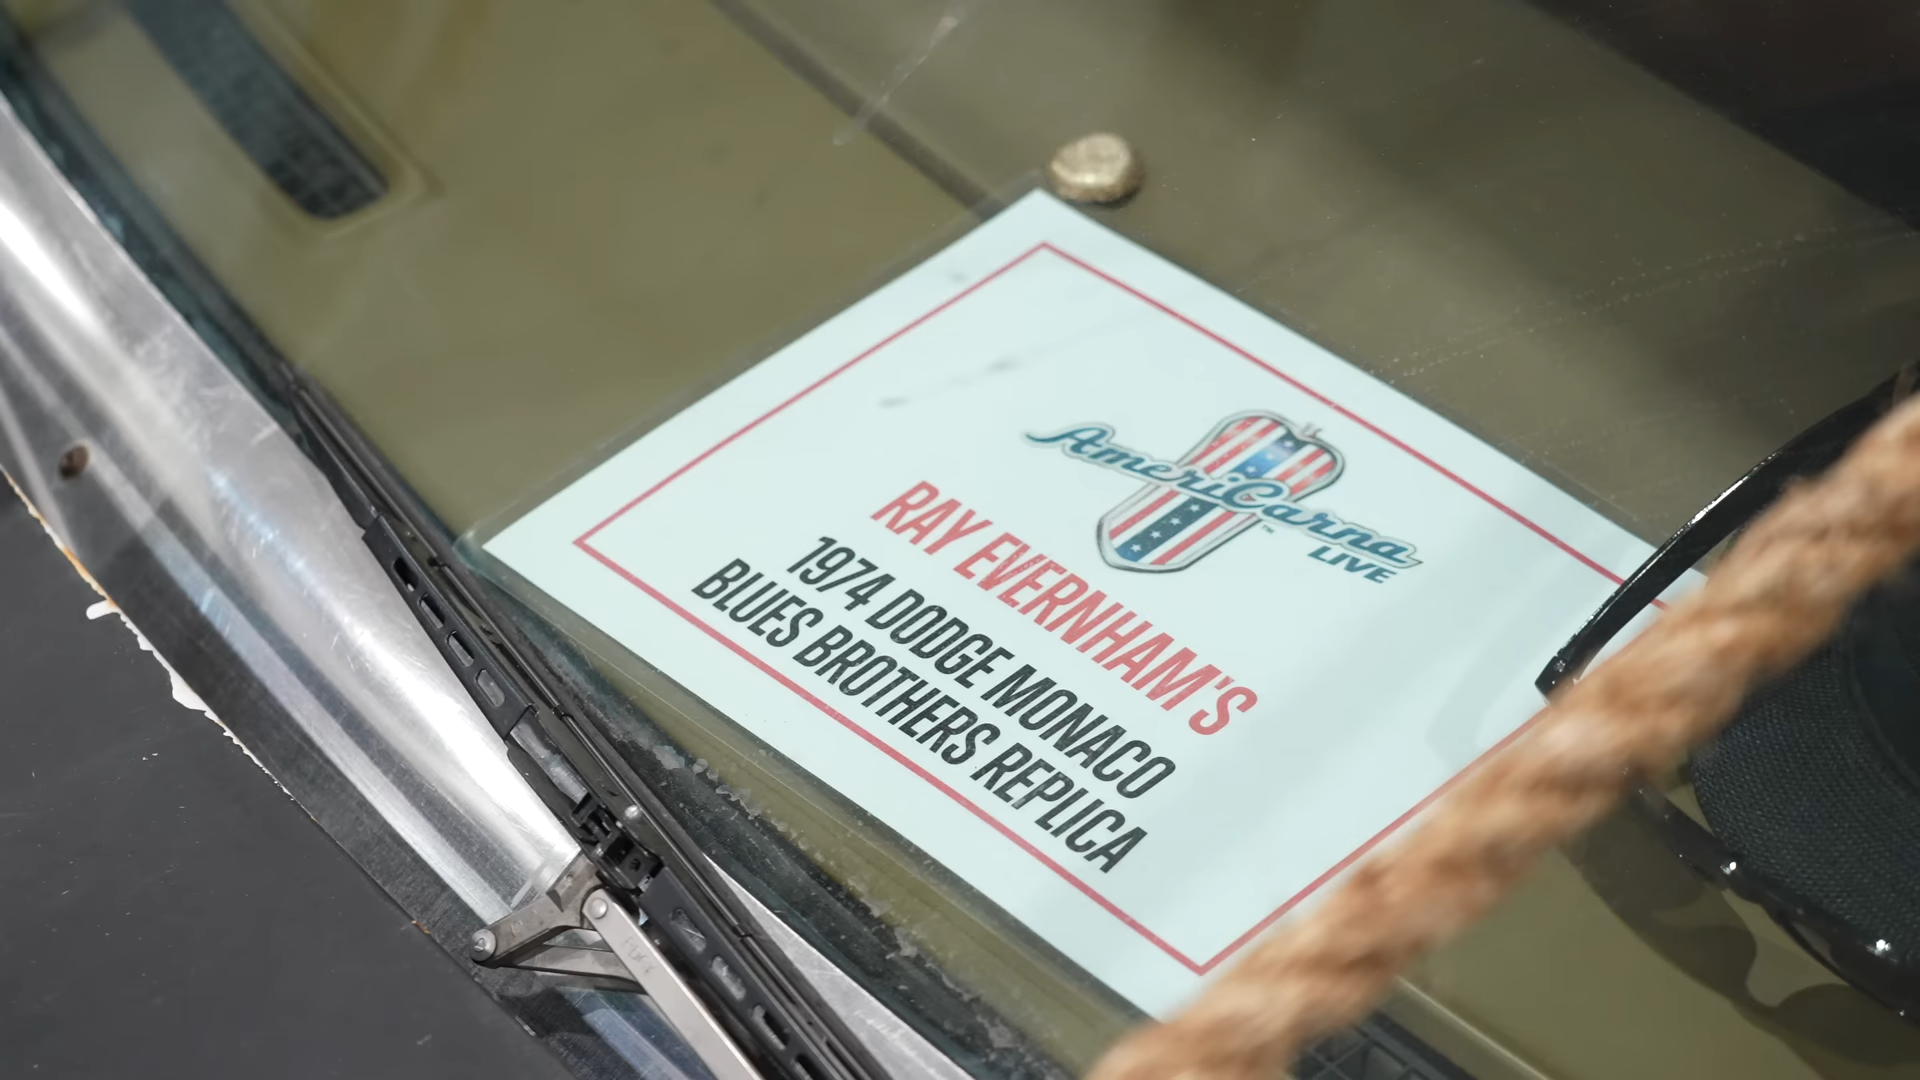 AmeriCarna
LIVE
RAY EVERNHAM'S
1974 DODGE MONACO
BLUES BROTHERS REPLICA